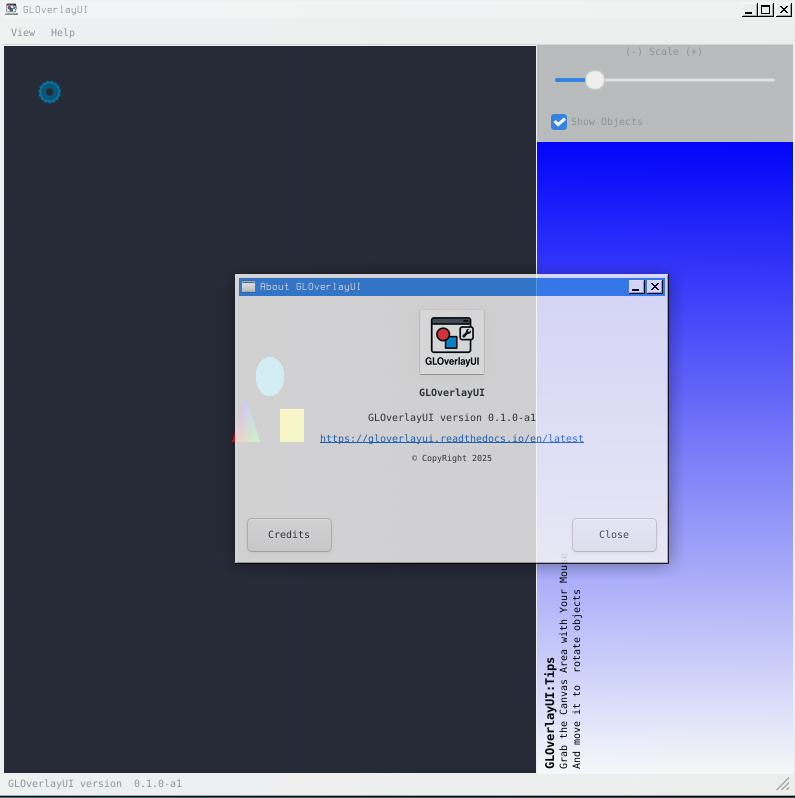 GLOverlayUI
View Help
(-) Scale (+)
Show Objects
About GLOverlayUI
GLOverlayUI
GLOverlayUI
GLOverlayUI version 0.1.0-a1
https://gloverlayui.readthedocs.io/en/latest
© CopyRight 2025
Credits
Close
GLOverlayUI:Tips
Grab the Canvas Area with Your Mouse
And move it to  rotate objects
GLOverlayUI version  0.1.0-a1